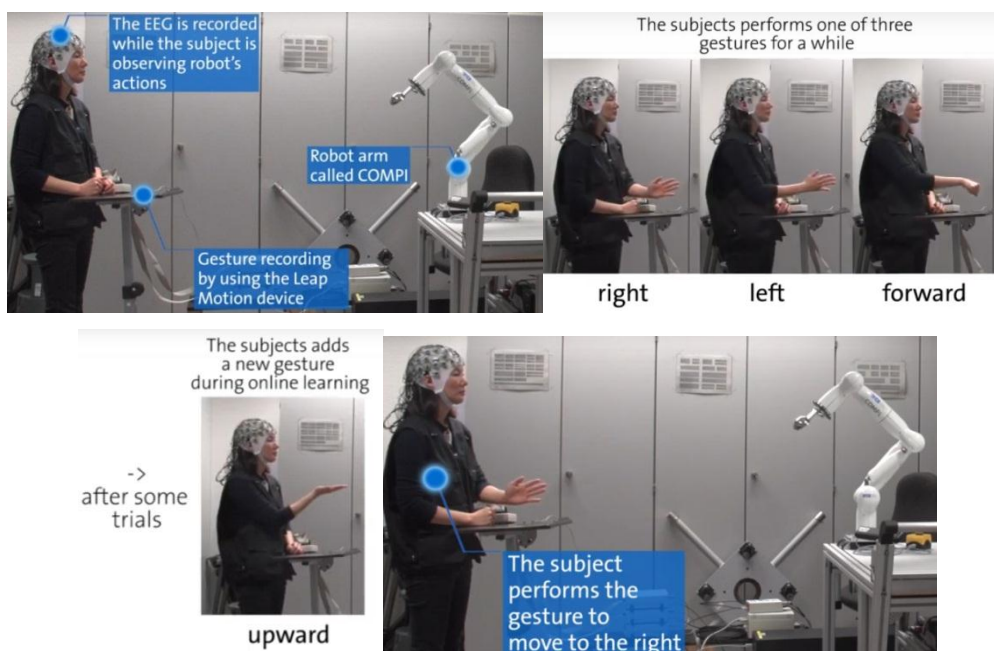 The EEG is recorded
while the subject is
observing robot's
actions
Robot arm
called COMPI
Gesture recording
by using the Leap
Motion device
The subjects performs one of three
gestures for a while
right
left
forward
The subjects adds
a new gesture
during online learning
->
after some
trials
upward
The subject
performs the
gesture to
move to the right